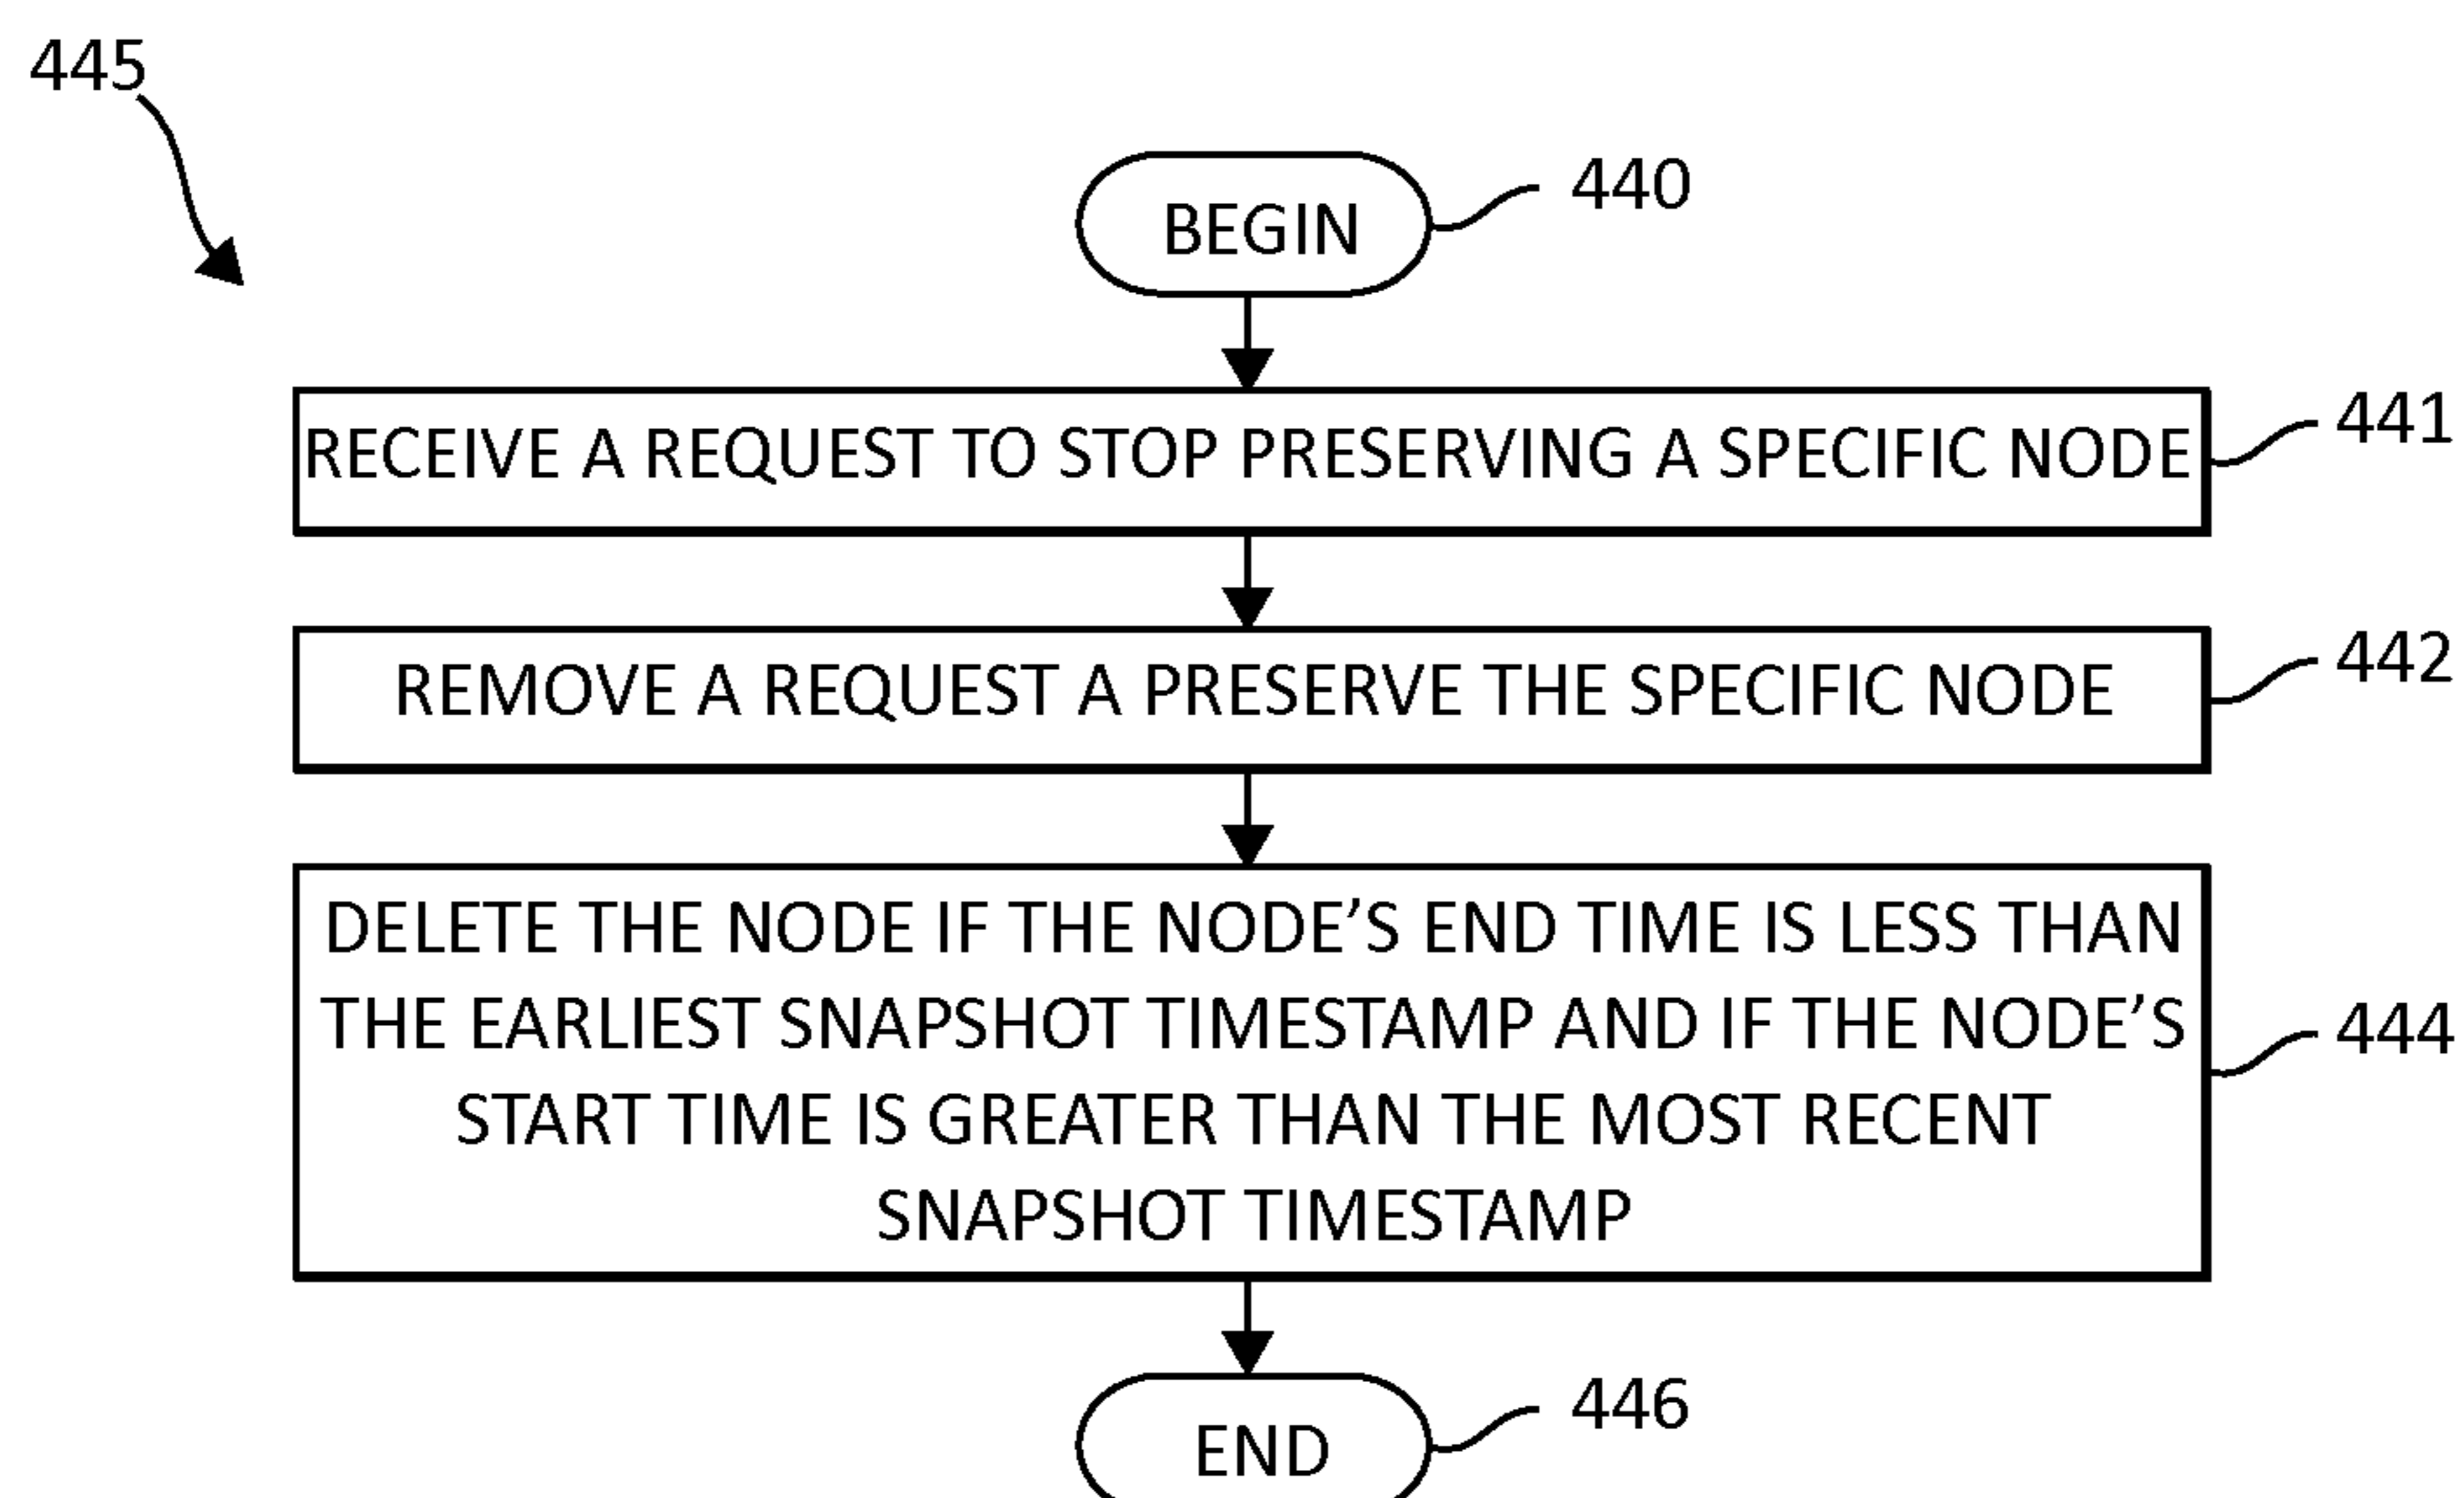 445
BEGIN
440
RECEIVE A REQUEST TO STOP PRESERVING A SPECIFIC NODE
441
REMOVE A REQUEST A PRESERVE THE SPECIFIC NODE
442
DELETE THE NODE IF THE NODE’S END TIME IS LESS THAN
THE EARLIEST SNAPSHOT TIMESTAMP AND IF THE NODE’S
START TIME IS GREATER THAN THE MOST RECENT
SNAPSHOT TIMESTAMP
444
END
446